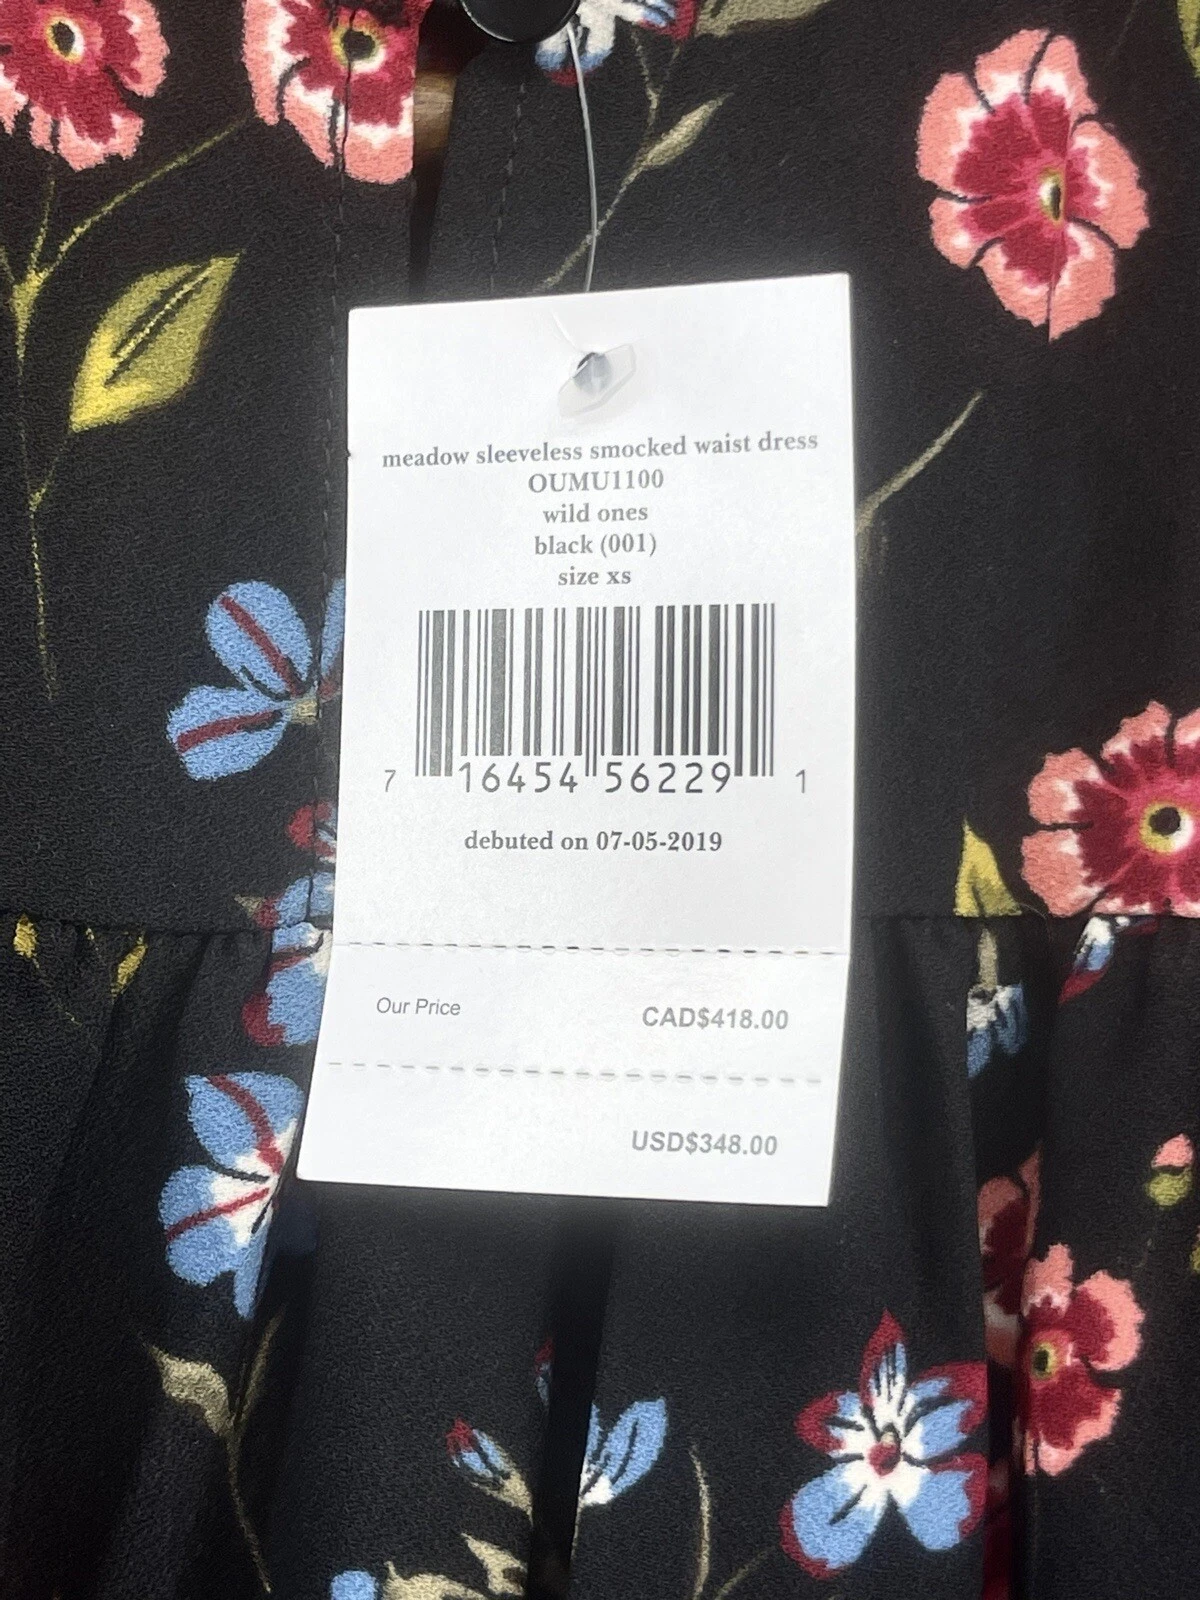 meadow sleeveless smocked waist dress
OUMU1100
wild ones
black (001)
size xs
7 16454 56229 1
debuted on 07-05-2019
Our Price CAD$418.00
USD$348.00